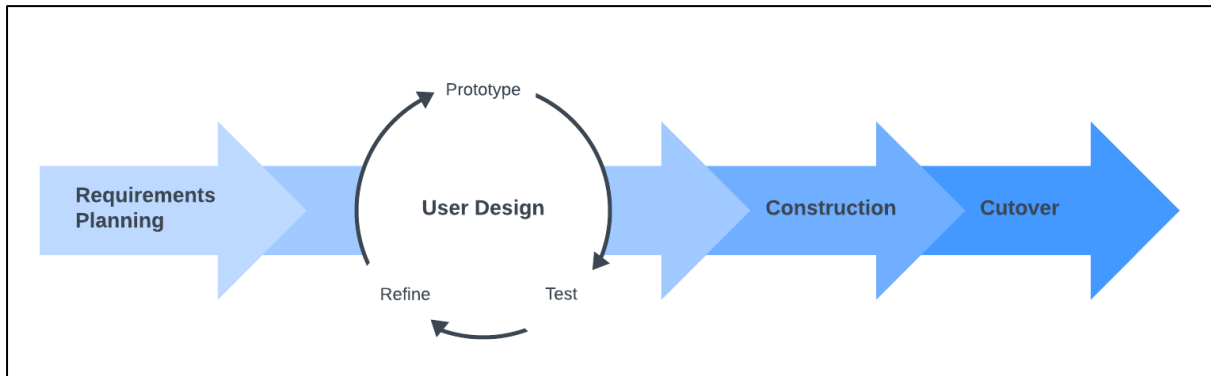 Prototype
Requirements
Planning
User Design
Construction
Cutover
Refine
Test